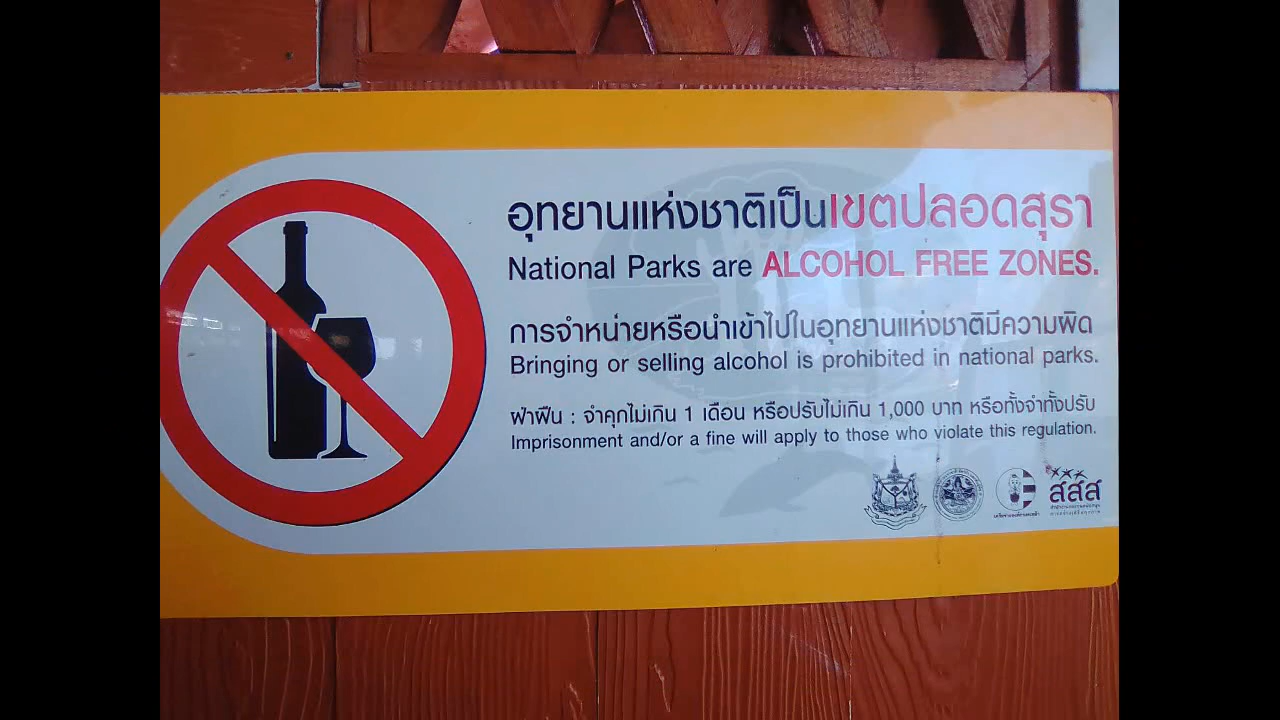 อุทยานแห่งชาติเป็นเขตปลอดสุรา
National Parks are ALCOHOL FREE ZONES.
การจำหน่ายหรือนำเข้าไปในอุทยานแห่งชาติมีความผิด
Bringing or selling alcohol is prohibited in national parks.
ฝ่าฝืน : จำคุกไม่เกิน 1 เดือน หรือปรับไม่เกิน 1,000 บาท หรือทั้งจำทั้งปรับ
Imprisonment and/or a fine will apply to those who violate this regulation.
สสส